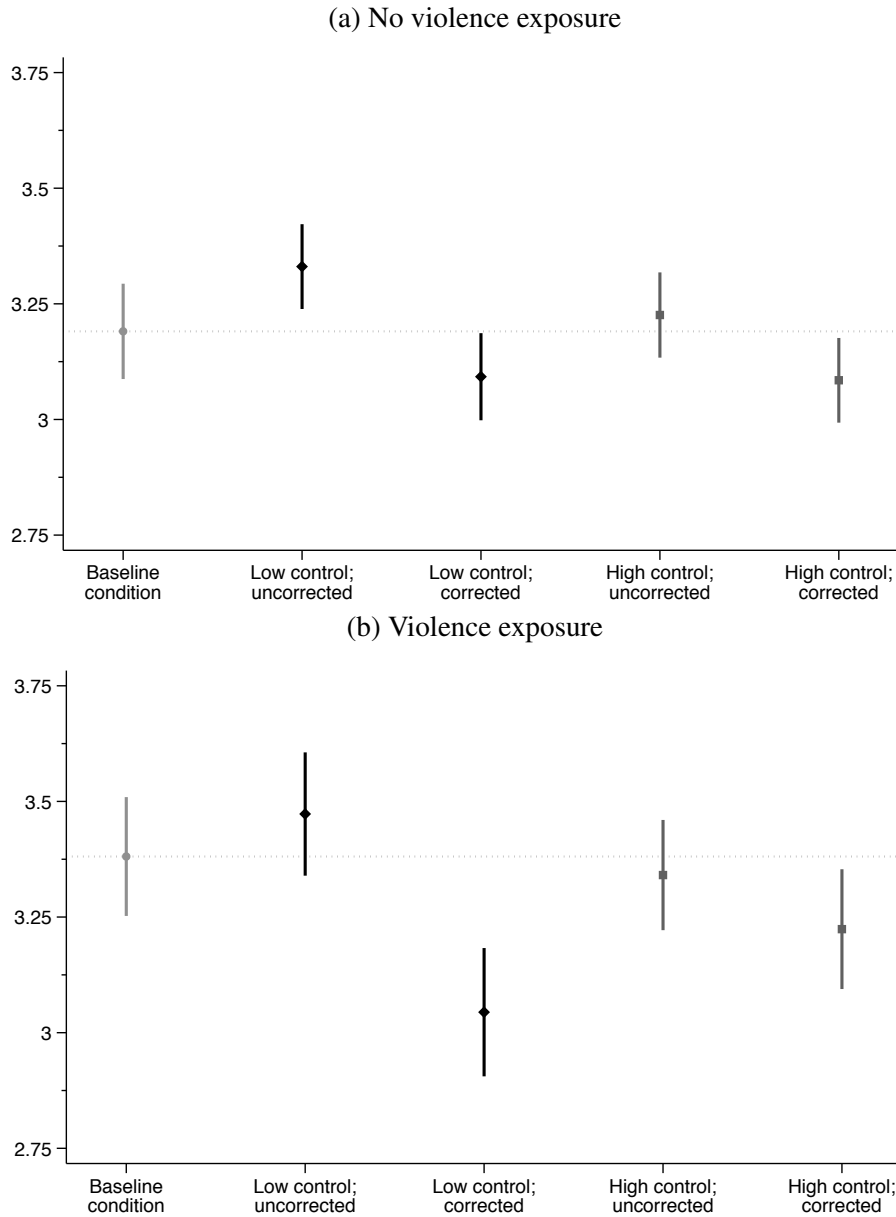 (a) No violence exposure
3.75
3.5
3.25
3
2.75
Baseline condition
Low control; uncorrected
Low control; corrected
High control; uncorrected
High control; corrected
(b) Violence exposure
3.75
3.5
3.25
3
2.75
Baseline condition
Low control; uncorrected
Low control; corrected
High control; uncorrected
High control; corrected